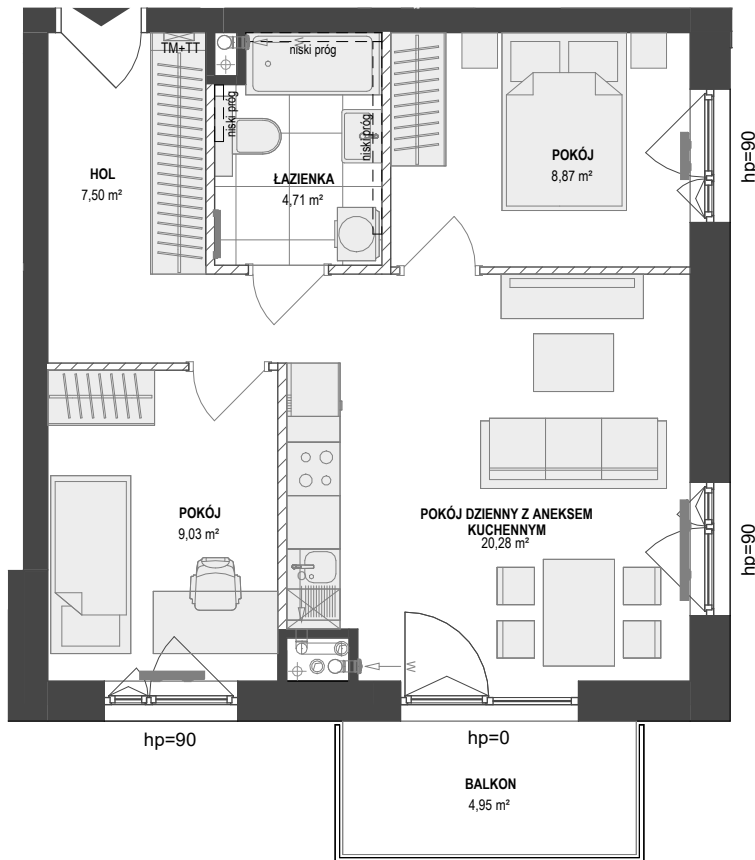 TM+TT
niski próg
niski próg
niski próg
HOL
7,50 m²
ŁAZIENKA
4,71 m²
POKÓJ
8,87 m²
hp=90
POKÓJ
9,03 m²
POKÓJ DZIENNY Z ANEKSEM
KUCHENNYM
20,28 m²
hp=90
W
hp=90
hp=0
BALKON
4,95 m²